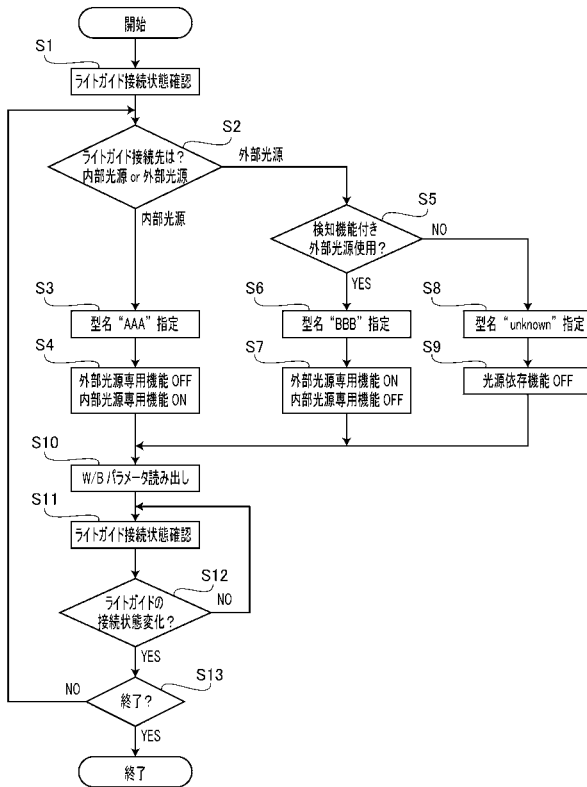 開始
S1
ライトガイド接続状態確認
S2
ライトガイド接続先は?
内部光源 or 外部光源
外部光源
内部光源
S5
検知機能付き
外部光源使用?
NO
YES
S3
型名“AAA”指定
S6
型名“BBB”指定
S8
型名“unknown”指定
S4
外部光源専用機能 OFF
内部光源専用機能 ON
S7
外部光源専用機能 ON
内部光源専用機能 OFF
S9
光源依存機能 OFF
S10
W/B パラメータ読み出し
S11
ライトガイド接続状態確認
S12
ライトガイドの
接続状態変化?
NO
YES
S13
終了?
NO
YES
終了